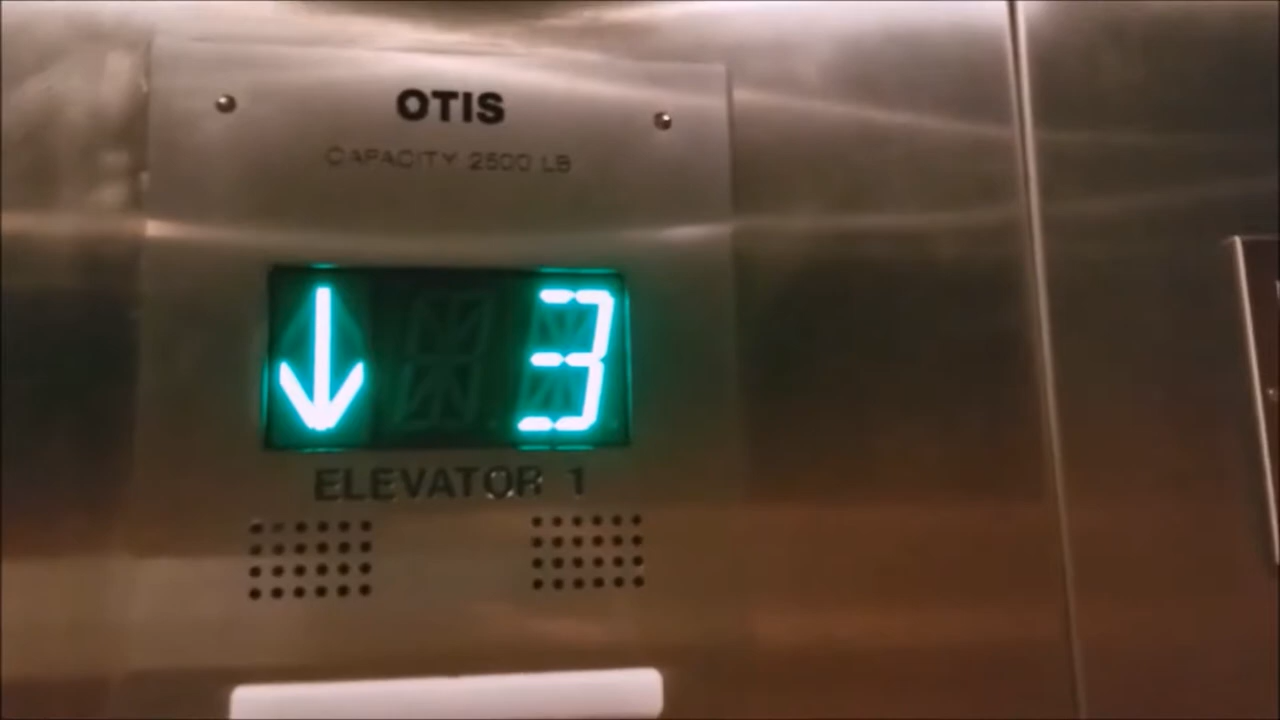 OTIS
CAPACITY 2500 LB
↓ 3
ELEVATOR 1